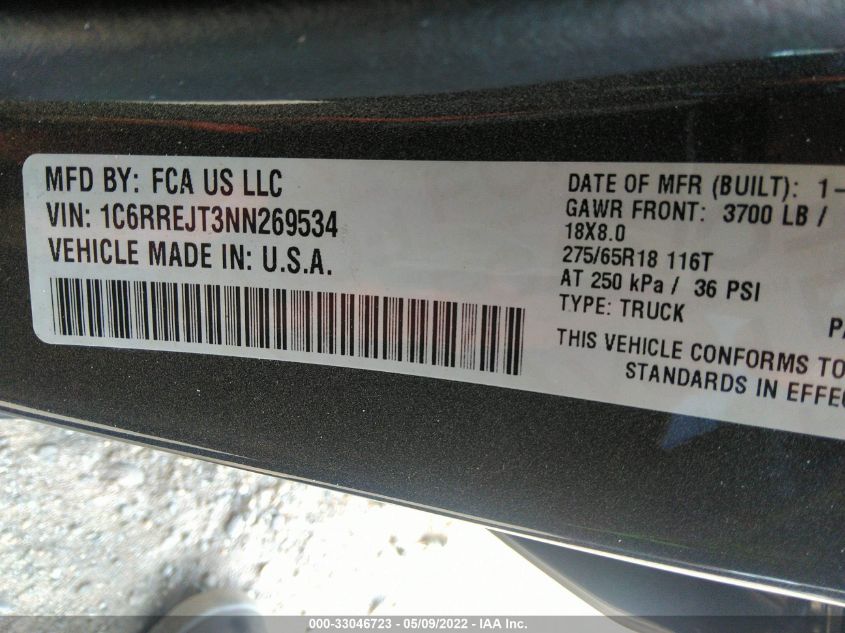 MFD BY: FCA US LLC
VIN: 1C6RREJT3NN269534
VEHICLE MADE IN: U.S.A.
DATE OF MFR (BUILT): 1-
GAWR FRONT: 3700 LB /
18X8.0
275/65R18 116T
AT 250 kPa / 36 PSI
TYPE: TRUCK
THIS VEHICLE CONFORMS TO
STANDARDS IN
000-33046723 - 05/09/2022 - IAA Inc.